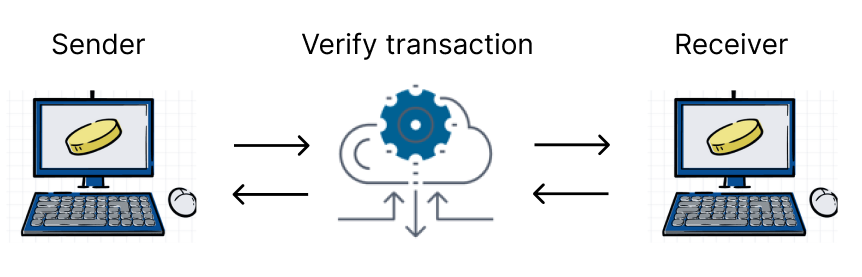 Sender
Verify transaction
Receiver